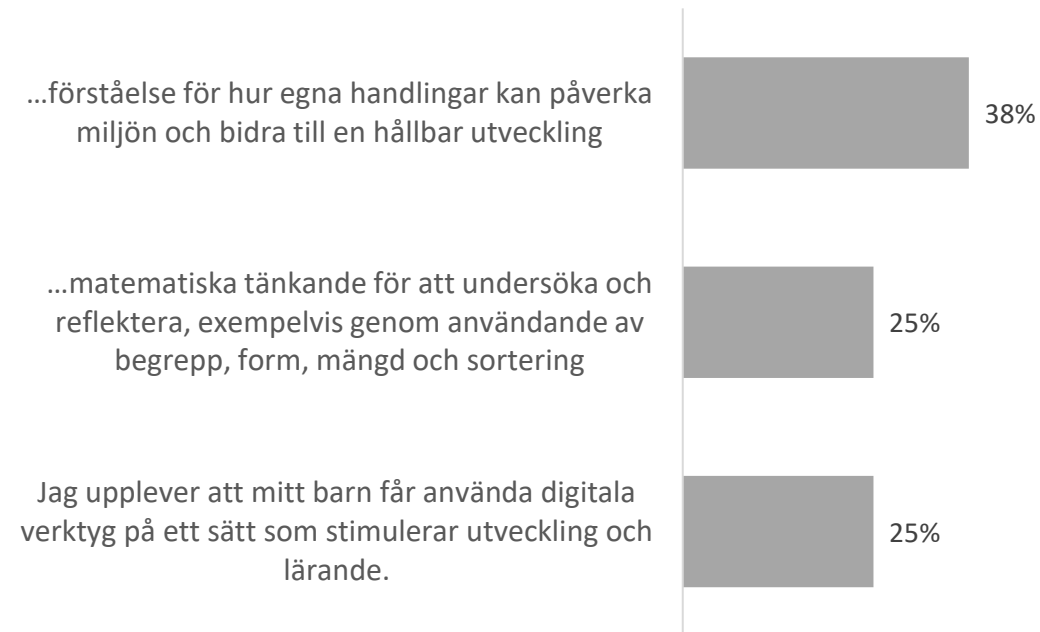 …förståelse för hur egna handlingar kan påverka
miljön och bidra till en hållbar utveckling
38%
…matematiska tänkande för att undersöka och
reflektera, exempelvis genom användande av
begrepp, form, mängd och sortering
25%
Jag upplever att mitt barn får använda digitala
verktyg på ett sätt som stimulerar utveckling och
lärande.
25%